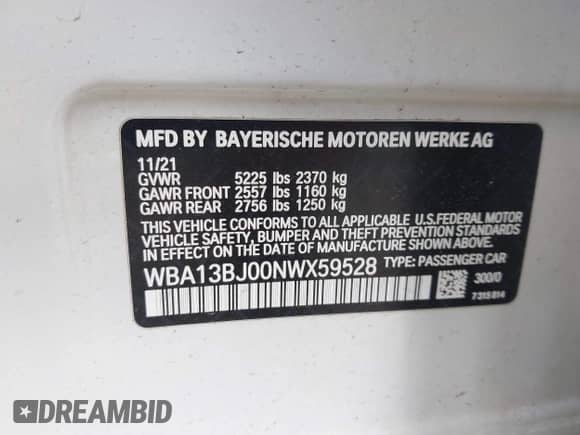 MFD BY BAYERISCHE MOTOREN WERKE AG
11/21
GVWR 5225 lbs 2370 kg
GAWR FRONT 2557 lbs 1160 kg
GAWR REAR 2756 lbs 1250 kg
THIS VEHICLE CONFORMS TO ALL APPLICABLE U.S.FEDERAL MOTOR
VEHICLE SAFETY, BUMPER AND THEFT PREVENTION STANDARDS
IN EFFECT ON THE DATE OF MANUFACTURE SHOWN ABOVE.
WBA13BJ00NWX59528 TYPE: PASSENGER CAR
300/0
7315814
DREAMBID